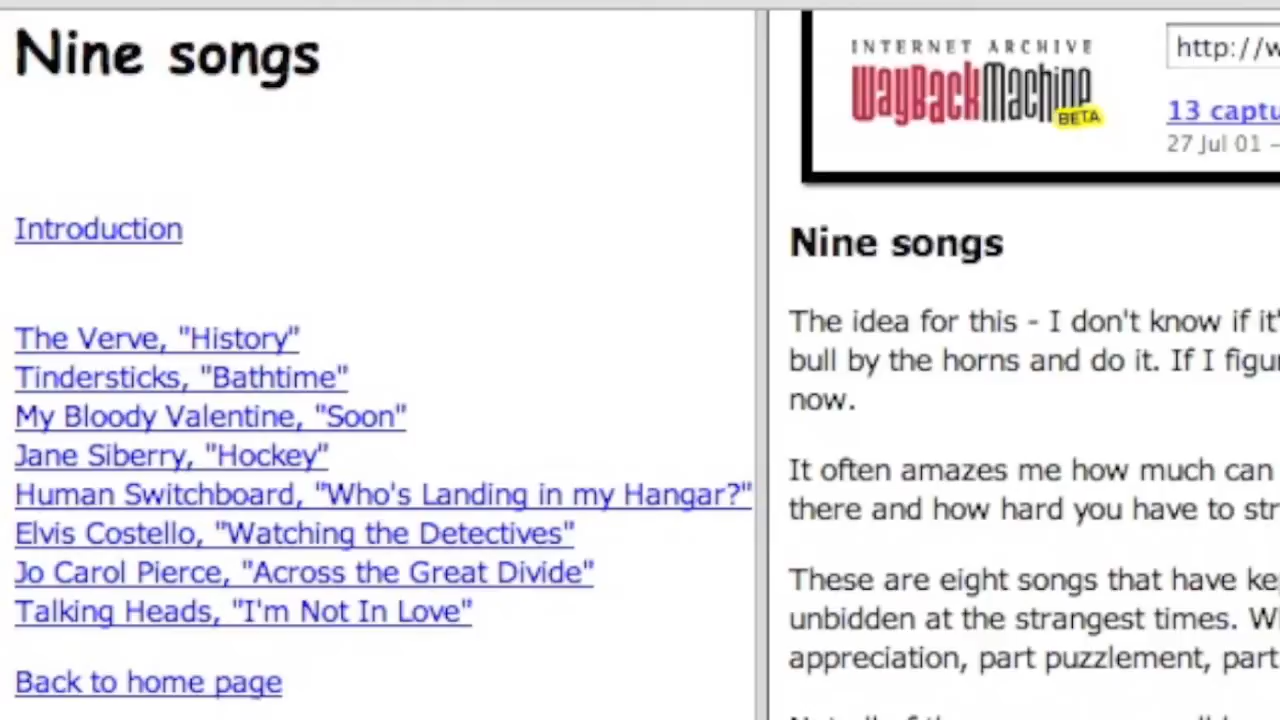 Nine songs
Introduction
The Verve, "History"
Tindersticks, "Bathtime"
My Bloody Valentine, "Soon"
Jane Siberry, "Hockey"
Human Switchboard, "Who's Landing in my Hangar?"
Elvis Costello, "Watching the Detectives"
Jo Carol Pierce, "Across the Great Divide"
Talking Heads, "I'm Not In Love"
Back to home page
INTERNET ARCHIVE
WayBackMachine
BETA
http://w
13 captu
27 Jul 01 –
Nine songs
The idea for this - I don't know if it'
bull by the horns and do it. If I figu
now.
It often amazes me how much can
there and how hard you have to str
These are eight songs that have ke
unbidden at the strangest times. W
appreciation, part puzzlement, part